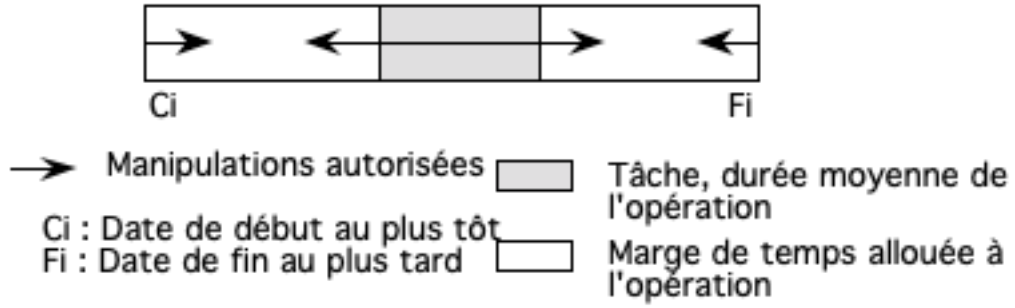 Ci
Fi
Manipulations autorisées
Tâche, durée moyenne de
l'opération
Ci : Date de début au plus tôt
Fi : Date de fin au plus tard
Marge de temps allouée à
l'opération